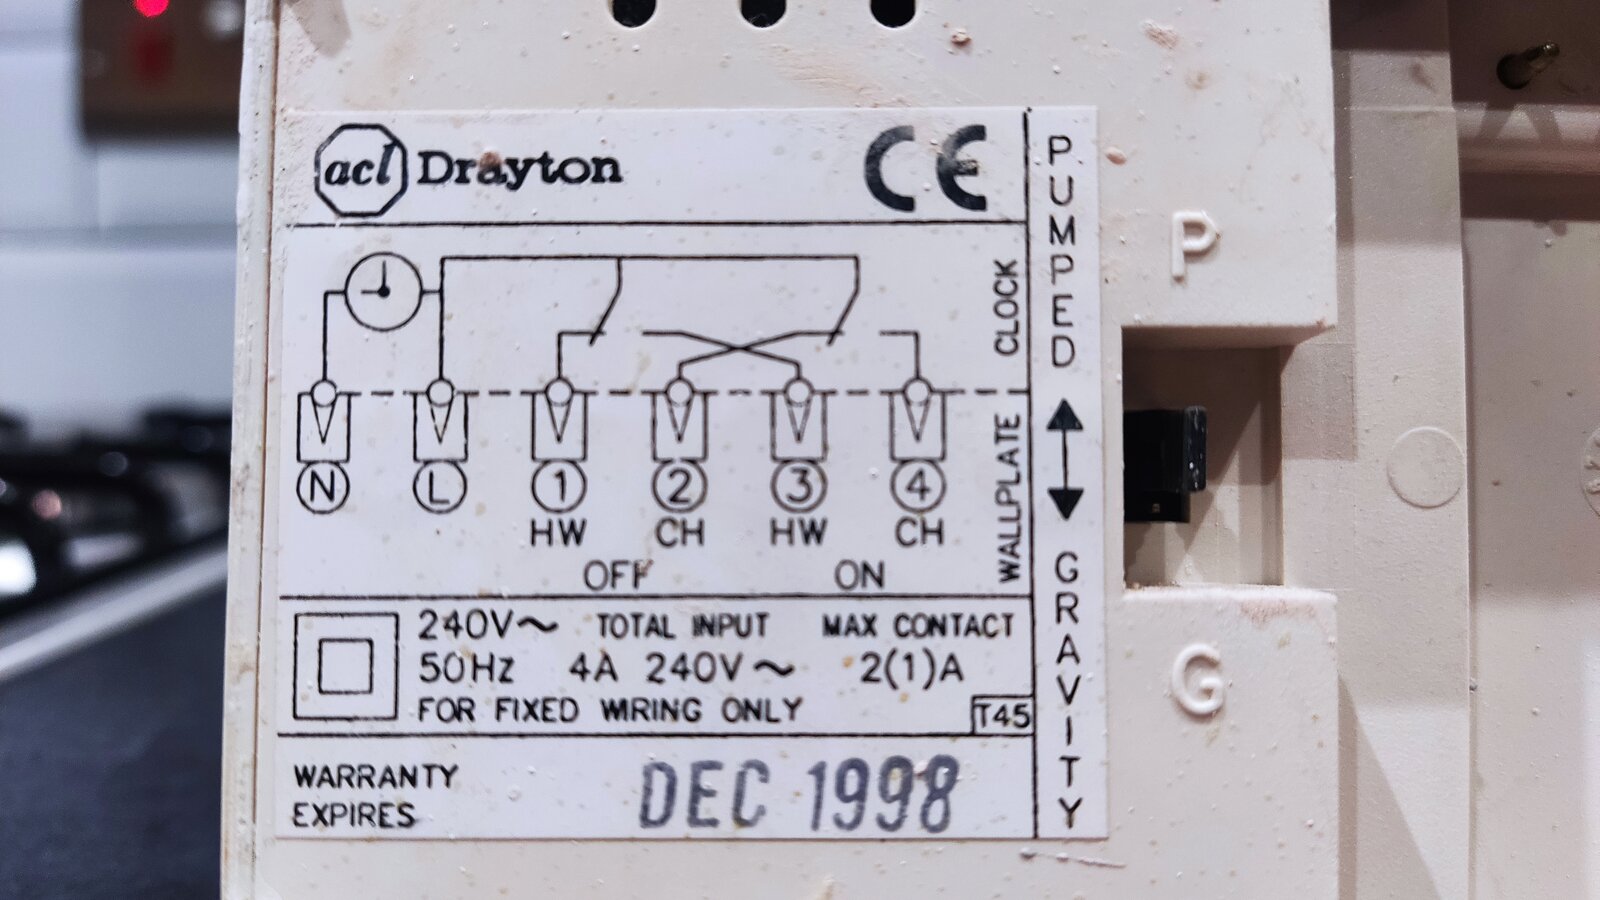 acl Drayton CE
N L 1 2 3 4
HW CH HW CH
OFF ON
CLOCK
WALLPLATE
PUMPED
GRAVITY
240V~ TOTAL INPUT MAX CONTACT
50HZ 4A 240V~ 2(1)A
FOR FIXED WIRING ONLY T45
WARRANTY
EXPIRES
DEC 1998
P
G